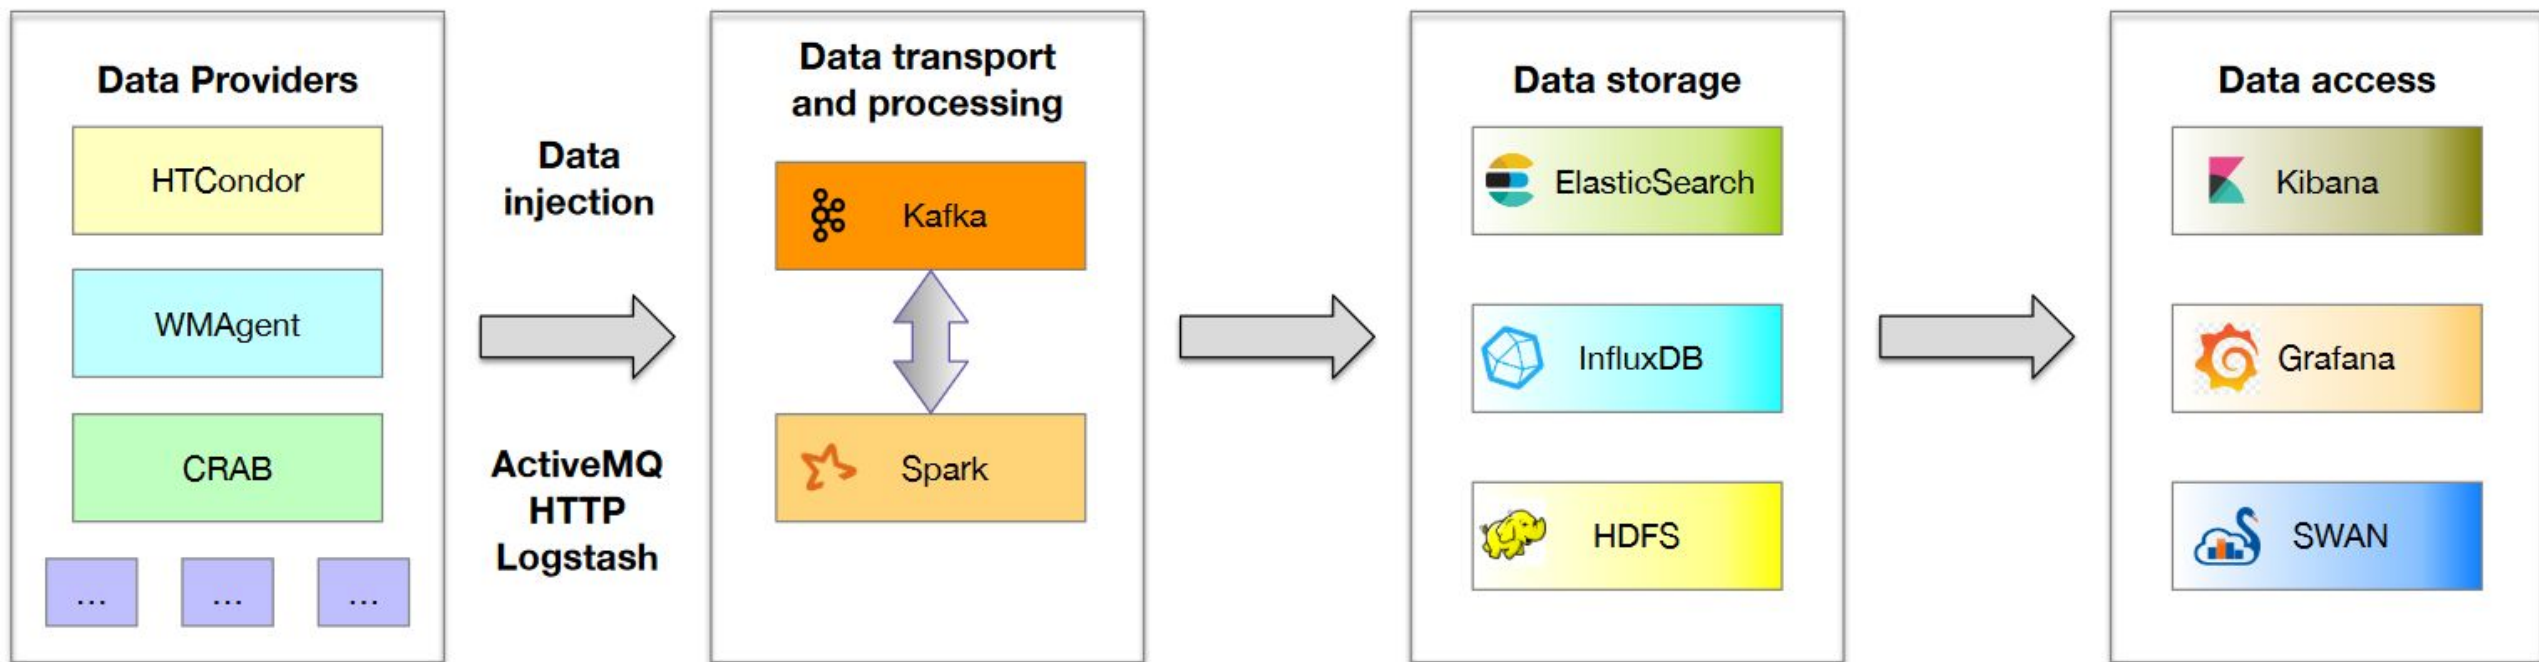 Data Providers
HTCondor
WMAgent
CRAB
...
...
...
Data
injection
ActiveMQ
HTTP
Logstash
Data transport
and processing
Kafka
Spark
Data storage
ElasticSearch
InfluxDB
HDFS
Data access
Kibana
Grafana
SWAN